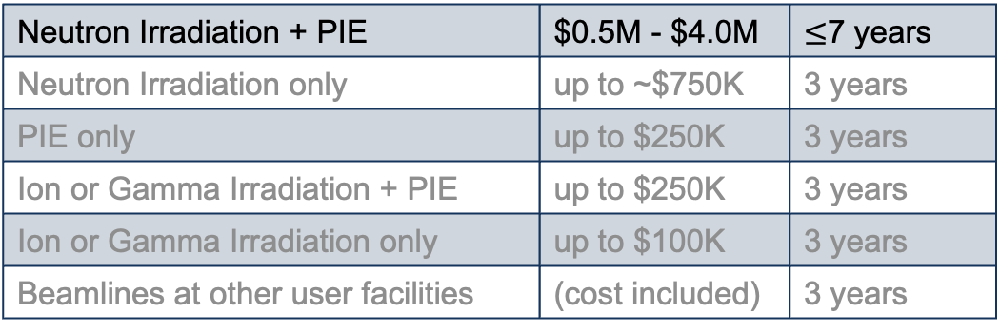 Neutron Irradiation + PIE $0.5M - $4.0M ≤7 years
Neutron Irradiation only up to ~$750K 3 years
PIE only up to $250K 3 years
Ion or Gamma Irradiation + PIE up to $250K 3 years
Ion or Gamma Irradiation only up to $100K 3 years
Beamlines at other user facilities (cost included) 3 years